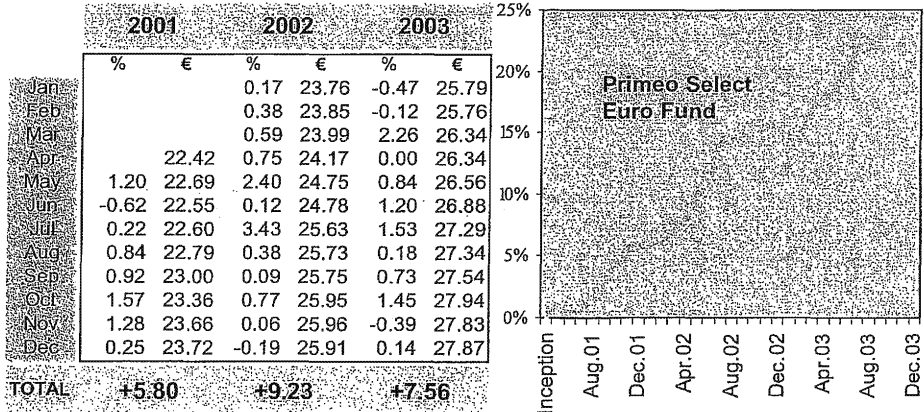 2001 2002 2003
% € % € % €
Jan 0.17 23.76 -0.47 25.79
Feb 0.38 23.85 -0.12 25.76
Mar 0.59 23.99 2.26 26.34
Apr 22.42 0.75 24.17 0.00 26.34
May 1.20 22.69 2.40 24.75 0.84 26.56
Jun -0.62 22.55 0.12 24.78 1.20 26.88
Jul 0.22 22.60 3.43 25.63 1.53 27.29
Aug 0.84 22.79 0.38 25.73 0.18 27.34
Sep 0.92 23.00 0.09 25.75 0.73 27.54
Oct 1.57 23.36 0.77 25.95 1.45 27.94
Nov 1.28 23.66 0.06 25.96 -0.39 27.83
Dec 0.25 23.72 -0.19 25.91 0.14 27.87
TOTAL +5.80 +9.23 +7.56
25%
20%
15%
10%
5%
0%
Primeo Select
Euro Fund
Inception
Aug.01
Dec.01
Apr.02
Aug.02
Dec.02
Apr.03
Aug.03
Dec.03